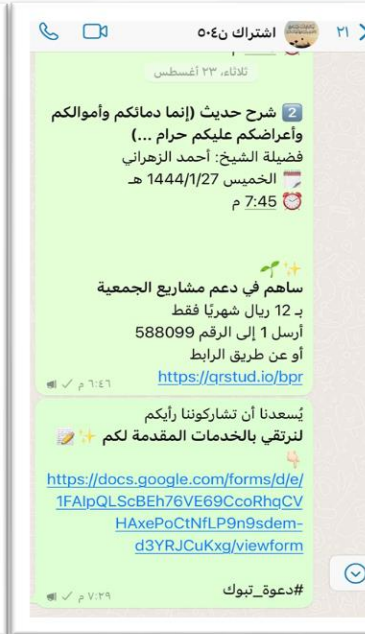 ٢١
اشتراك ن٥٠٤
م
ثلاثاء، ٢٣ أغسطس
2 شرح حديث (إنما دمائكم وأموالكم
وأعراضكم عليكم حرام ...)
فضيلة الشيخ: أحمد الزهراني
الخميس 1444/1/27 هـ
7:45 م
ساهم في دعم مشاريع الجمعية
بـ 12 ريال شهريًا فقط
أرسل 1 إلى الرقم 588099
أو عن طريق الرابط
https://qrstud.io/bpr
٦:٤٦ م
يُسعدنا أن تشاركوننا رأيكم
لنرتقي بالخدمات المقدمة لكم
https://docs.google.com/forms/d/e/
1FAIpQLScBEh76VE69CcoRhqCV
HAxePoCtNfLP9n9sdem-
d3YRJCuKxg/viewform
#دعوة_تبوك
٧:٢٩ م